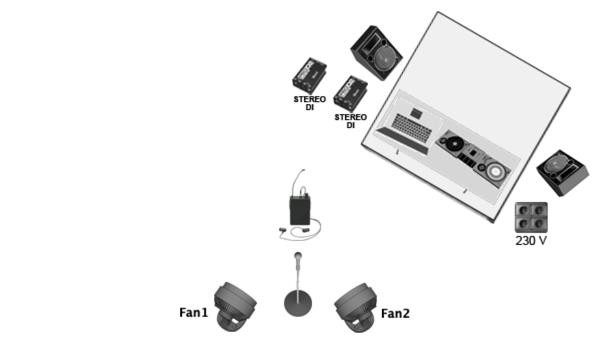 STEREO
DI
STEREO
DI
230 V
Fan1
Fan2